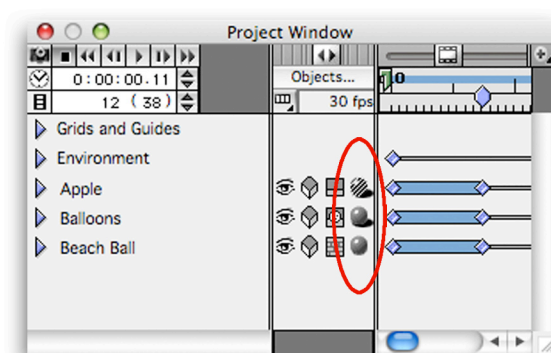 Project Window
0:00:00.11
Objects...
0
12 (38)
30 fps
Grids and Guides
Environment
Apple
Balloons
Beach Ball